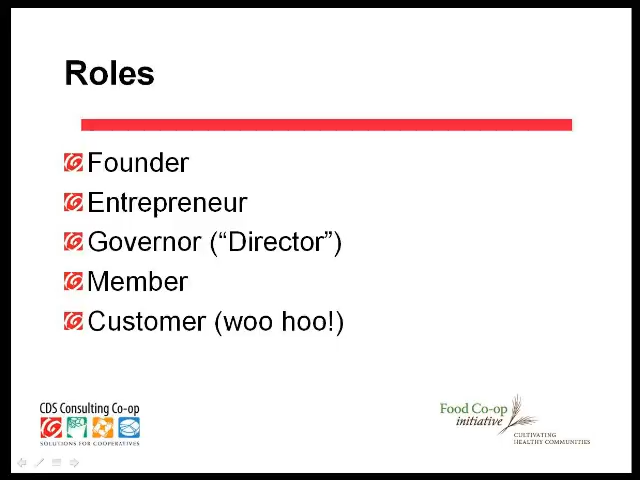 Roles
Founder
Entrepreneur
Governor (“Director”)
Member
Customer (woo hoo!)
CDS Consulting Co-op
SOLUTIONS FOR COOPERATIVES
Food Co-op
initiative
CULTIVATING
HEALTHY COMMUNITIES